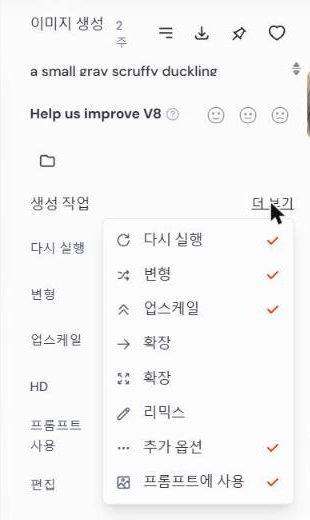 이미지 생성
2
주
a small gray scruffy duckling
Help us improve V8
생성 작업
더 보기
다시 실행
변형
업스케일
HD
프롬프트
사용
편집
다시 실행
변형
업스케일
확장
확장
리믹스
추가 옵션
프롬프트에 사용